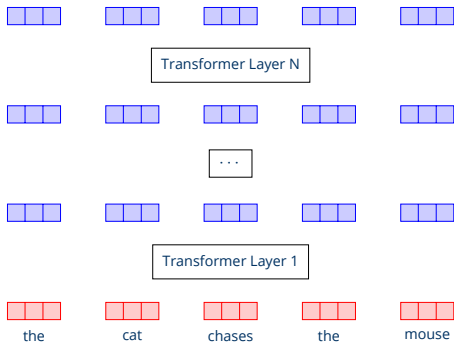 Transformer Layer N
...
Transformer Layer 1
the cat chases the mouse